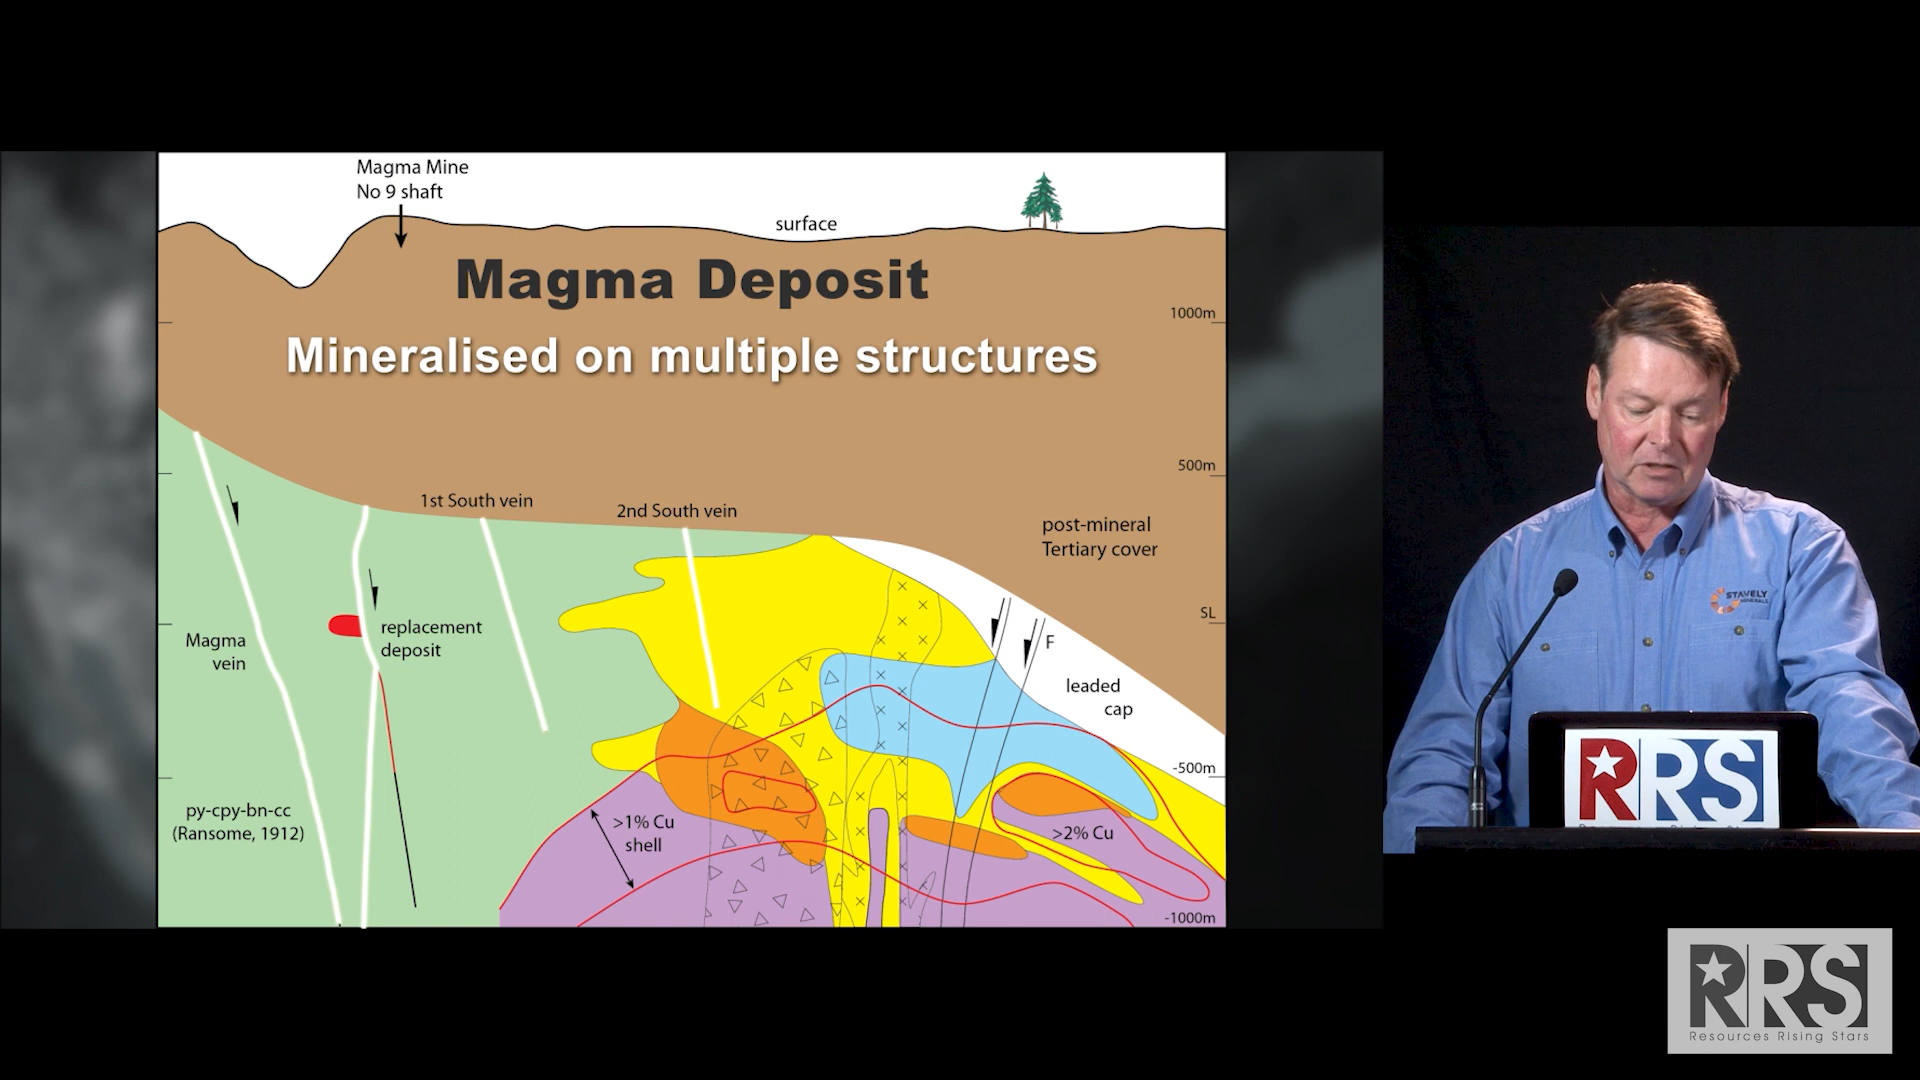 Magma Mine
No 9 shaft
surface
Magma Deposit
1000m
Mineralised on multiple structures
500m
1st South vein
2nd South vein
post-mineral
Tertiary cover
SL
replacement
deposit
Magma
vein
F
leaded
cap
-500m
py-cpy-bn-cc
(Ransome, 1912)
>1% Cu
shell
>2% Cu
-1000m
STAVELY
MINERALS
RRS
RRS
Resources Rising Stars